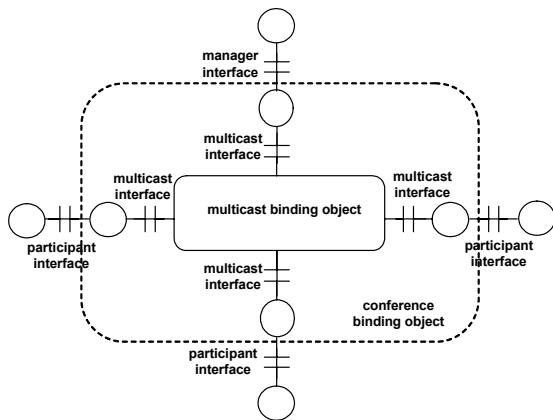 manager
interface
multicast
interface
multicast
interface
multicast
interface
multicast binding object
participant
interface
participant
interface
multicast
interface
conference
binding object
participant
interface